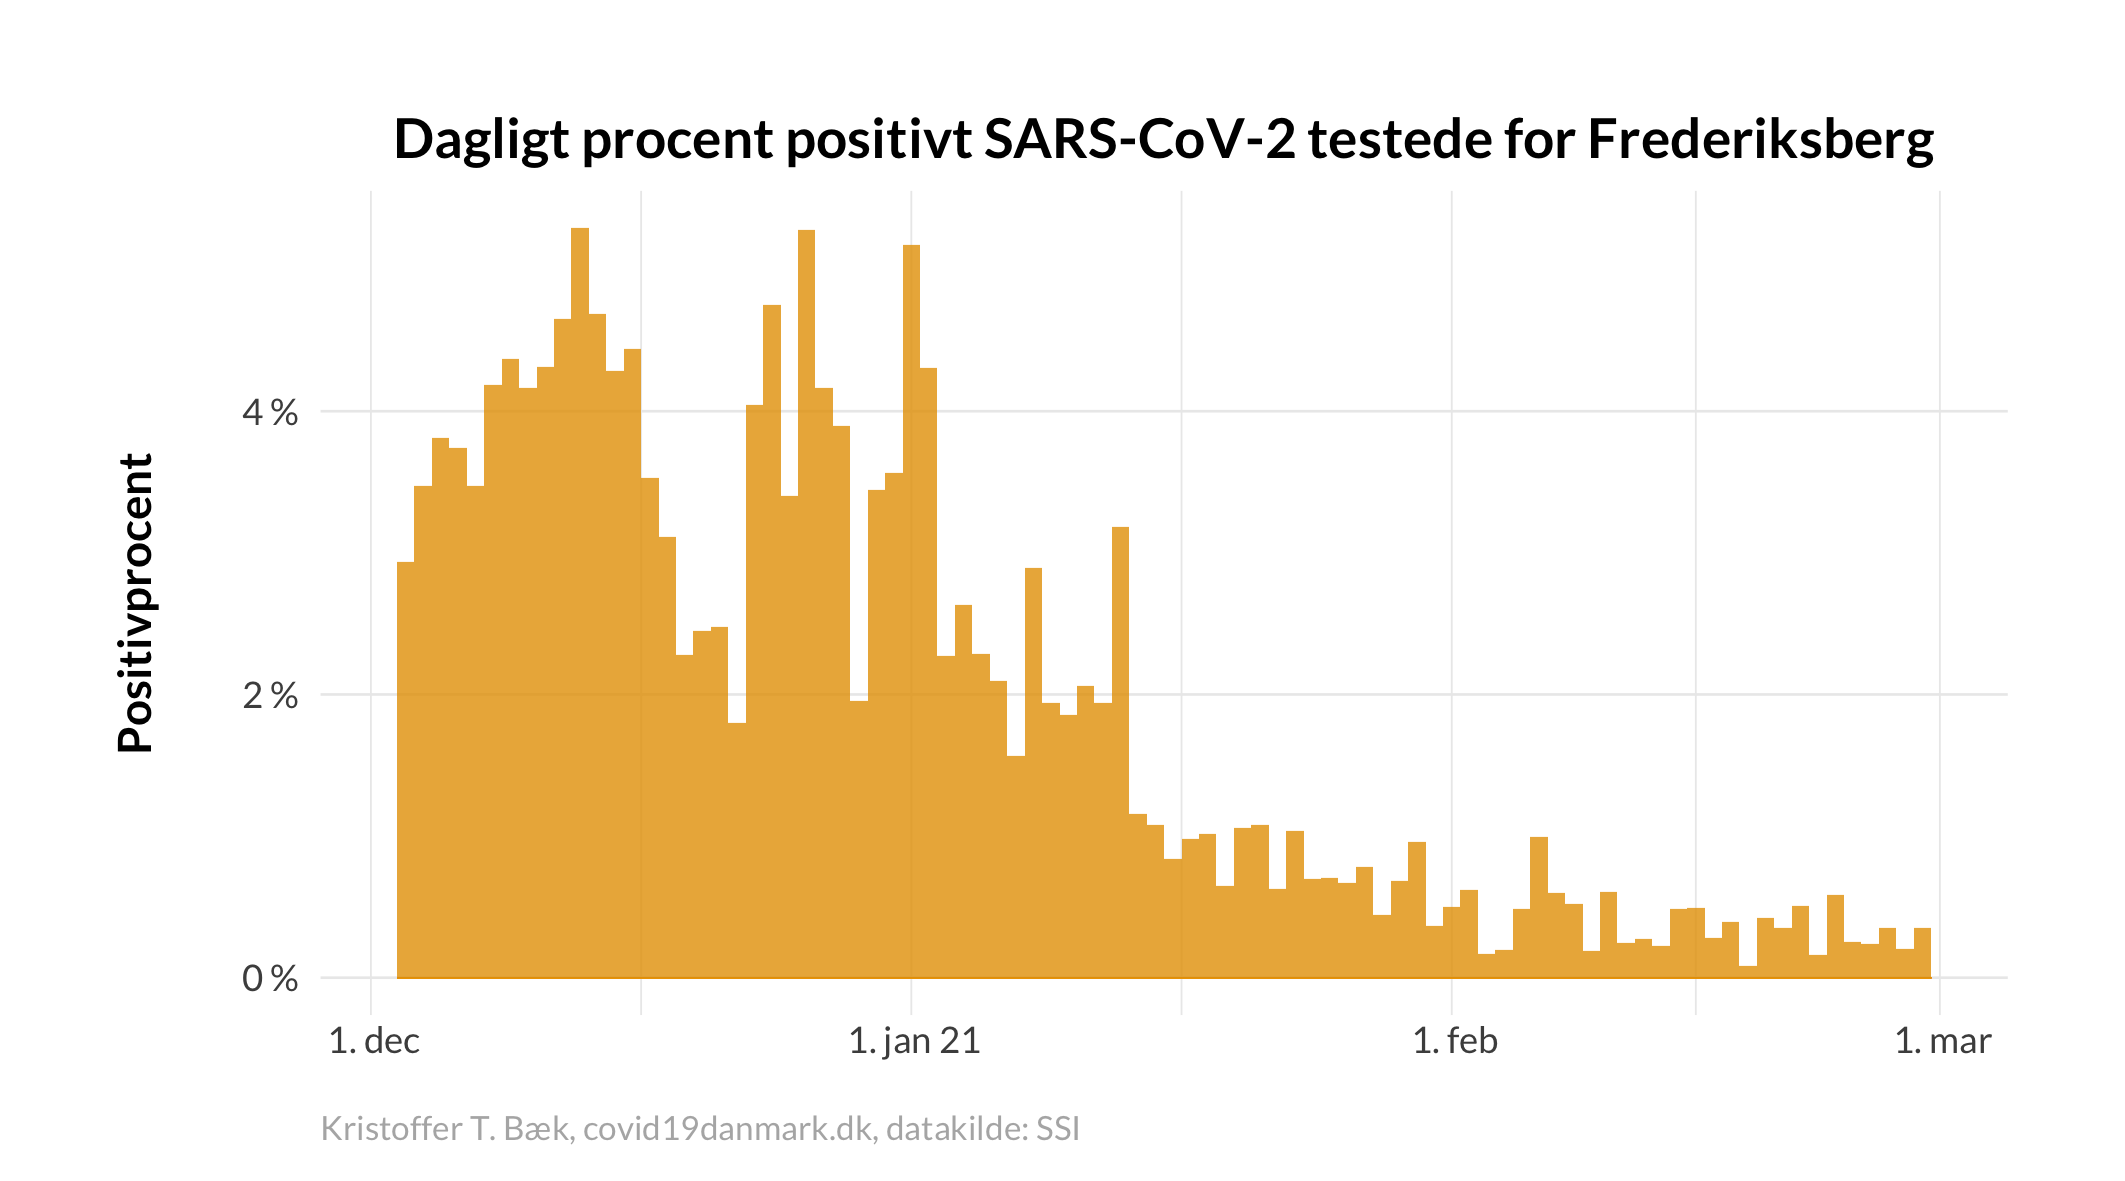 Dagligt procent positivt SARS-CoV-2 testede for Frederiksberg
Positivprocent
4 %
2 %
0 %
1. dec
1. jan 21
1. feb
1. mar
Kristoffer T. Bæk, covid19danmark.dk, datakilde: SSI